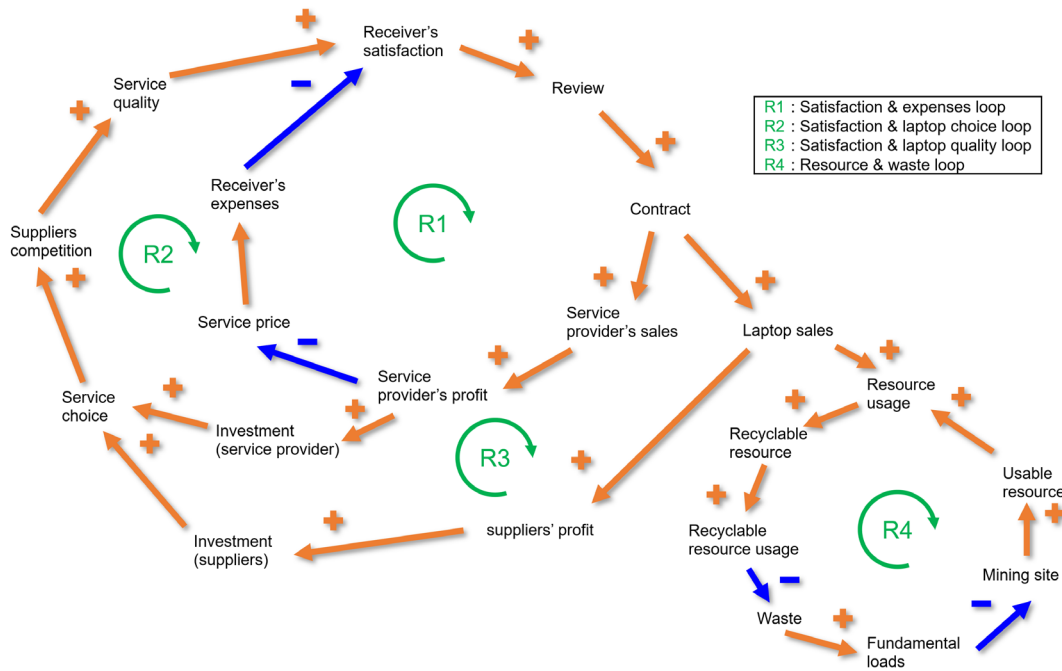 Receiver's
satisfaction
Review
Service
quality
R1 : Satisfaction & expenses loop
R2 : Satisfaction & laptop choice loop
R3 : Satisfaction & laptop quality loop
R4 : Resource & waste loop
Receiver's
expenses
Contract
Suppliers
competition
R2
R1
Service price
Service
provider's sales
Laptop sales
Service
choice
Service
provider's profit
Resource
usage
Investment
(service provider)
R3
Recyclable
resource
Usable
resource
Investment
(suppliers)
suppliers' profit
Recyclable
resource usage
R4
Mining site
Waste
Fundamental
loads